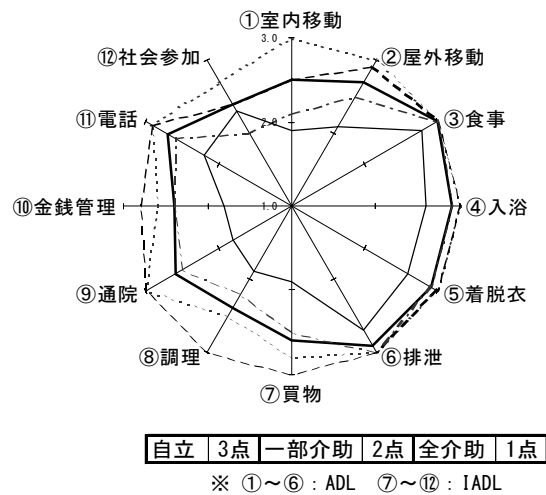 ①室内移動
3.0
②屋外移動
⑫社会参加
⑪電話
2.0
③食事
⑩金銭管理
1.0
④入浴
⑨通院
⑤着脱衣
⑧調理
⑥排泄
⑦買物
自立 3点 一部介助 2点 全介助 1点
※ ①～⑥：ADL ⑦～⑫：IADL